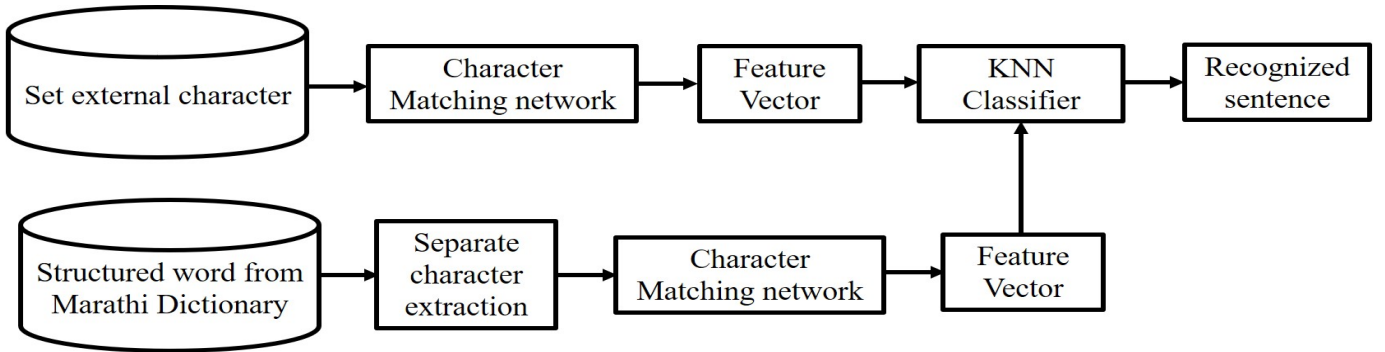 Set external character
Character
Matching network
Feature
Vector
KNN
Classifier
Recognized
sentence
Structured word from
Marathi Dictionary
Separate
character
extraction
Character
Matching network
Feature
Vector